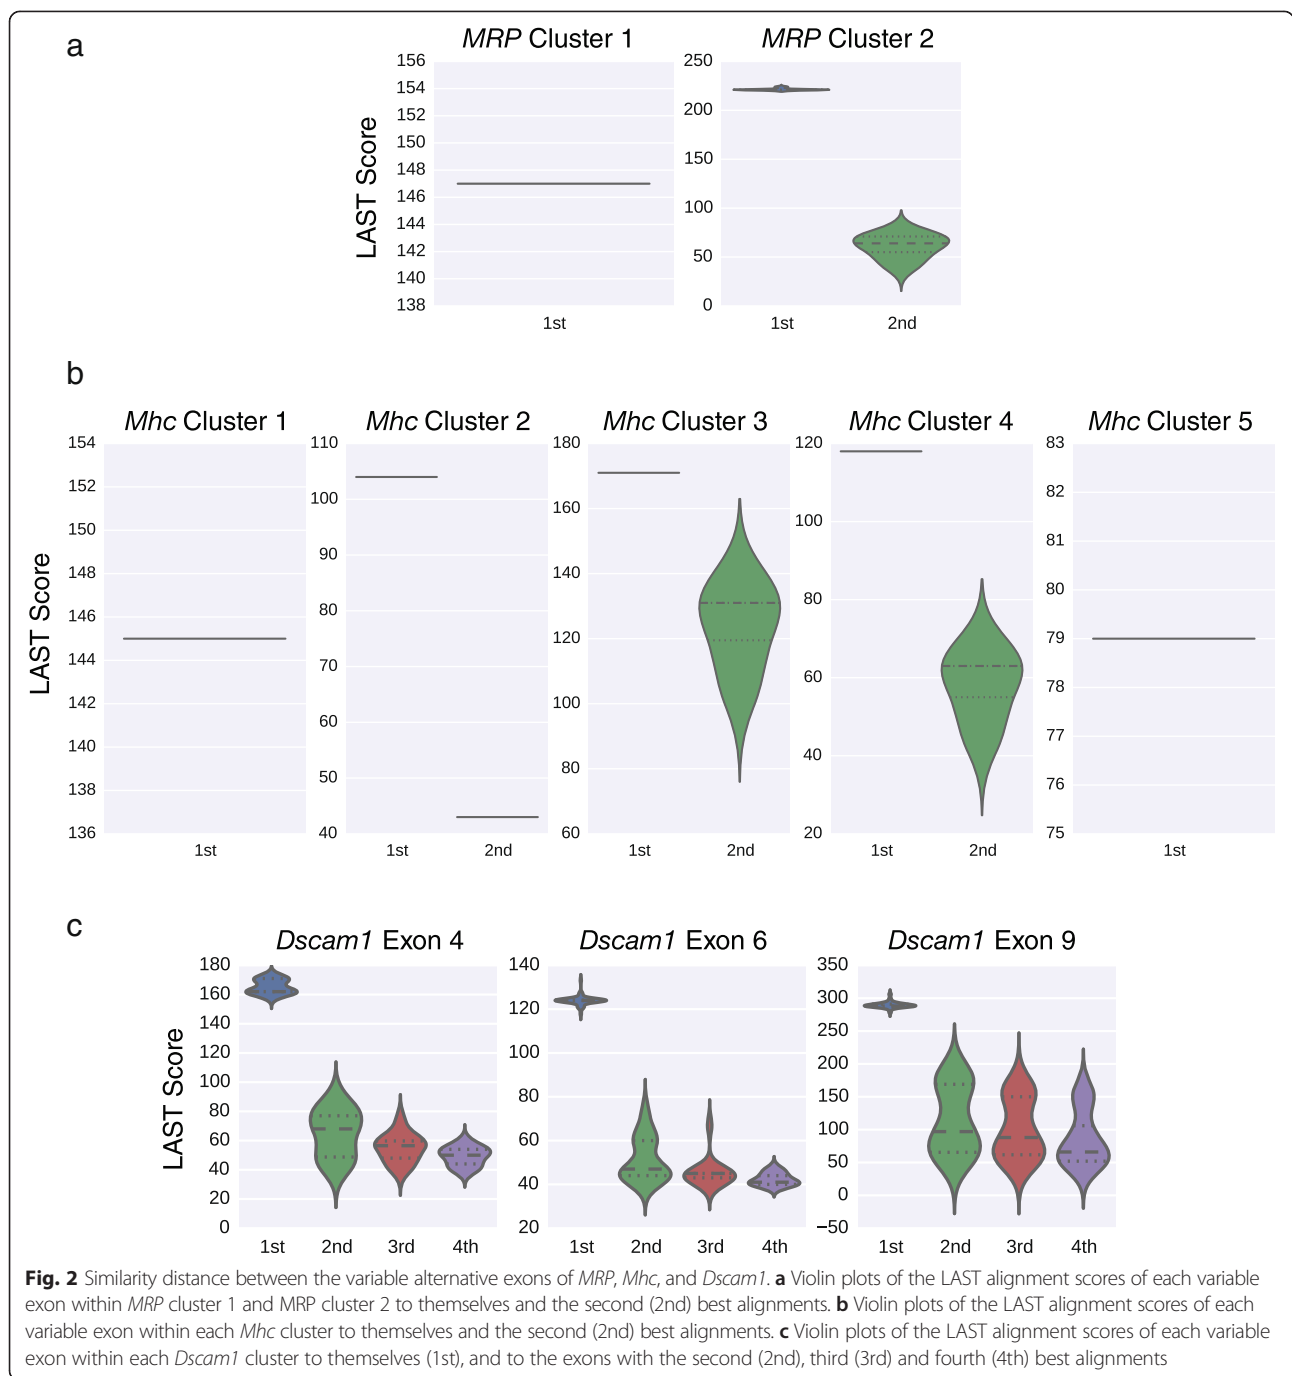 a
MRP Cluster 1
MRP Cluster 2
LAST Score
156
154
152
150
148
146
144
142
140
138
1st
250
200
150
100
50
0
1st 2nd
b
Mhc Cluster 1
Mhc Cluster 2
Mhc Cluster 3
Mhc Cluster 4
Mhc Cluster 5
LAST Score
154
152
150
148
146
144
142
140
138
136
1st
110
100
90
80
70
60
50
40
1st 2nd
180
160
140
120
100
80
60
1st 2nd
120
100
80
60
40
20
1st 2nd
83
82
81
80
79
78
77
76
75
1st
c
Dscam1 Exon 4
Dscam1 Exon 6
Dscam1 Exon 9
LAST Score
180
160
140
120
100
80
60
40
20
0
1st 2nd 3rd 4th
140
120
100
80
60
40
20
1st 2nd 3rd 4th
350
300
250
200
150
100
50
0
−50
1st 2nd 3rd 4th
Fig. 2 Similarity distance between the variable alternative exons of MRP, Mhc, and Dscam1. a Violin plots of the LAST alignment scores of each variable
exon within MRP cluster 1 and MRP cluster 2 to themselves and the second (2nd) best alignments. b Violin plots of the LAST alignment scores of each
variable exon within each Mhc cluster to themselves and the second (2nd) best alignments. c Violin plots of the LAST alignment scores of each variable
exon within each Dscam1 cluster to themselves (1st), and to the exons with the second (2nd), third (3rd) and fourth (4th) best alignments